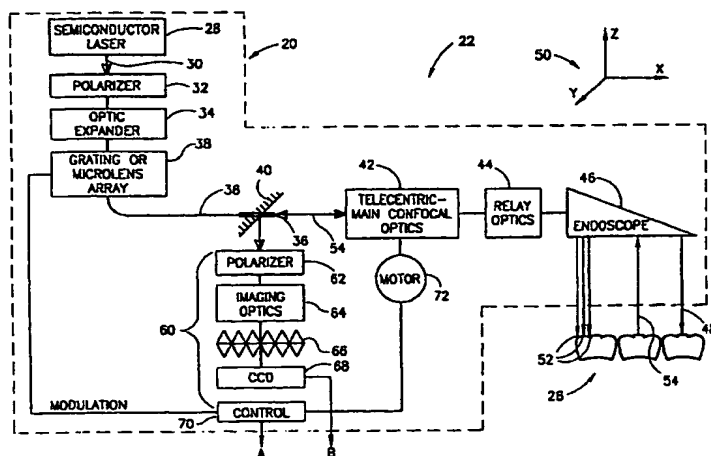 SEMICONDUCTOR
LASER
28
30
POLARIZER
32
OPTIC EXPANDER
34
GRATING OR
MICROLENS
ARRAY
38
20
22
50
Z
X
Y
36
40
36
54
42
TELECENTRIC-
MAIN CONFOCAL
OPTICS
44
RELAY
OPTICS
46
ENDOSCOPE
MOTOR
72
60
POLARIZER
62
IMAGING
OPTICS
64
66
CCD
68
MODULATION
CONTROL
70
A
B
52
48
54
26